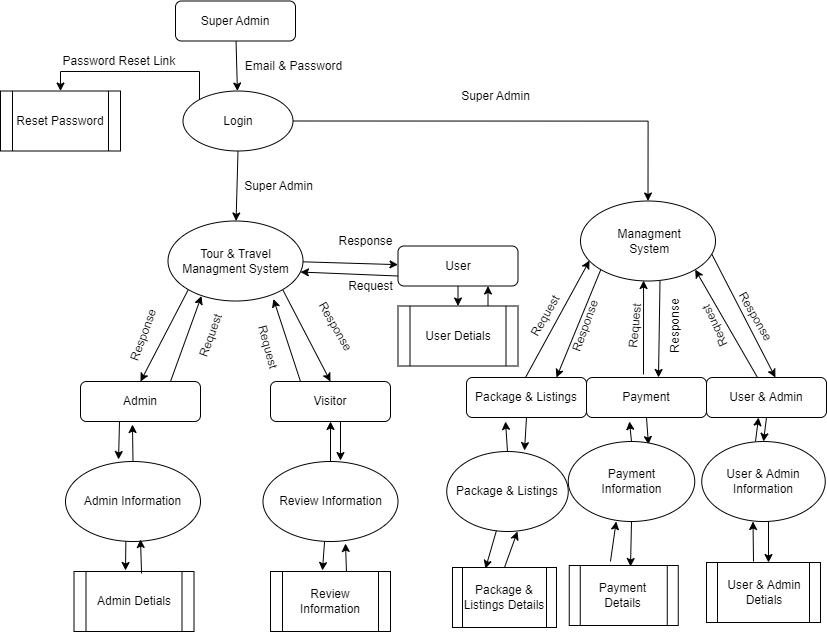 Super Admin
Password Reset Link
Email & Password
Super Admin
Reset Password
Login
Super Admin
Tour & Travel
Managment System
Response
Request
User
User Detials
Managment
System
Response
Request
Request
Response
Request
Response
Request
Response
Request
Response
Admin
Visitor
Package & Listings
Payment
User & Admin
Admin Information
Review Information
Package & Listings
Payment
Information
User & Admin
Information
Admin Detials
Review
Information
Package &
Listings Details
Payment
Details
User & Admin
Detials